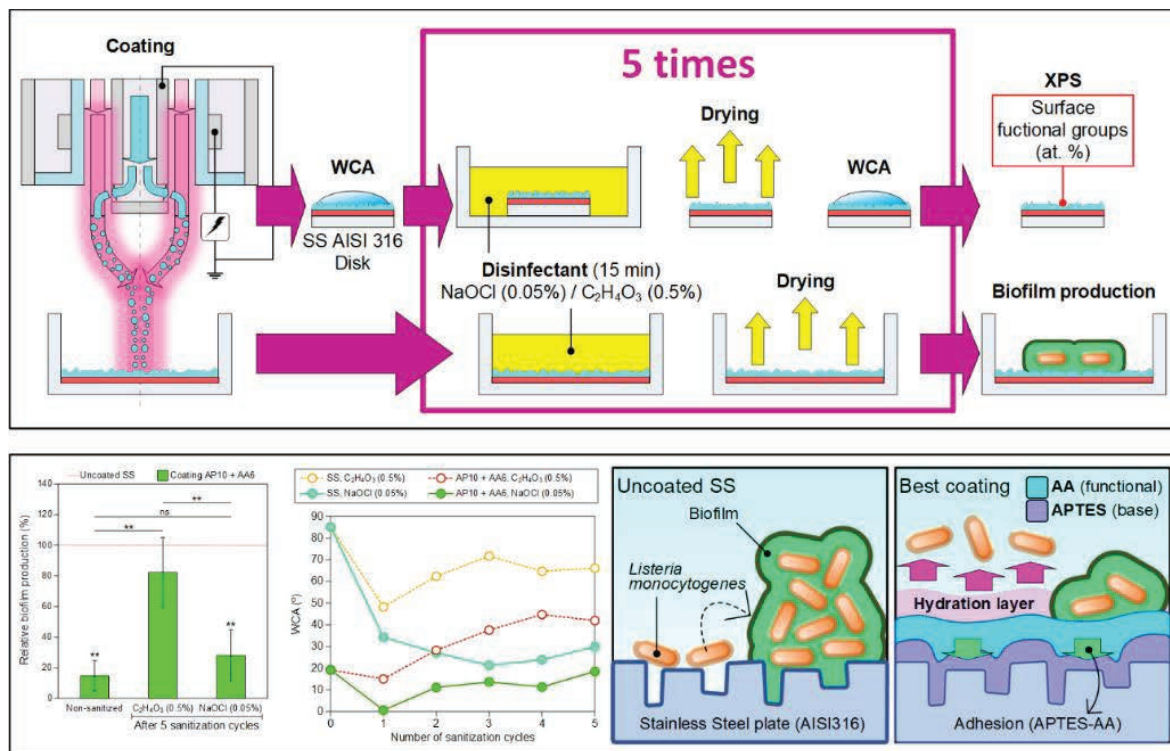 Coating
5 times
WCA
SS AISI 316
Disk
Drying
WCA
XPS
Surface
fuctional groups
(at. %)
Disinfectant (15 min)
NaOCl (0.05%) / C₂H₄O₃ (0.5%)
Drying
Biofilm production
Uncoated SS
Coating AP10 + AA6
Relative biofilm production (%)
140
120
100
80
60
40
20
0
**
ns
**
**
**
Non-sanitized
C₂H₄O₃ (0.5%)
NaOCl (0.05%)
After 5 sanitization cycles
SS, C₂H₄O₃ (0.5%)
AP10 + AA6, C₂H₄O₃ (0.5%)
SS, NaOCl (0.05%)
AP10 + AA6, NaOCl (0.05%)
WCA (º)
90
80
70
60
50
40
30
20
10
0
0 1 2 3 4 5
Number of sanitization cycles
Uncoated SS
Biofilm
Listeria
monocytogenes
Stainless Steel plate (AISI316)
Best coating
AA (functional)
APTES (base)
Hydration layer
Adhesion (APTES-AA)